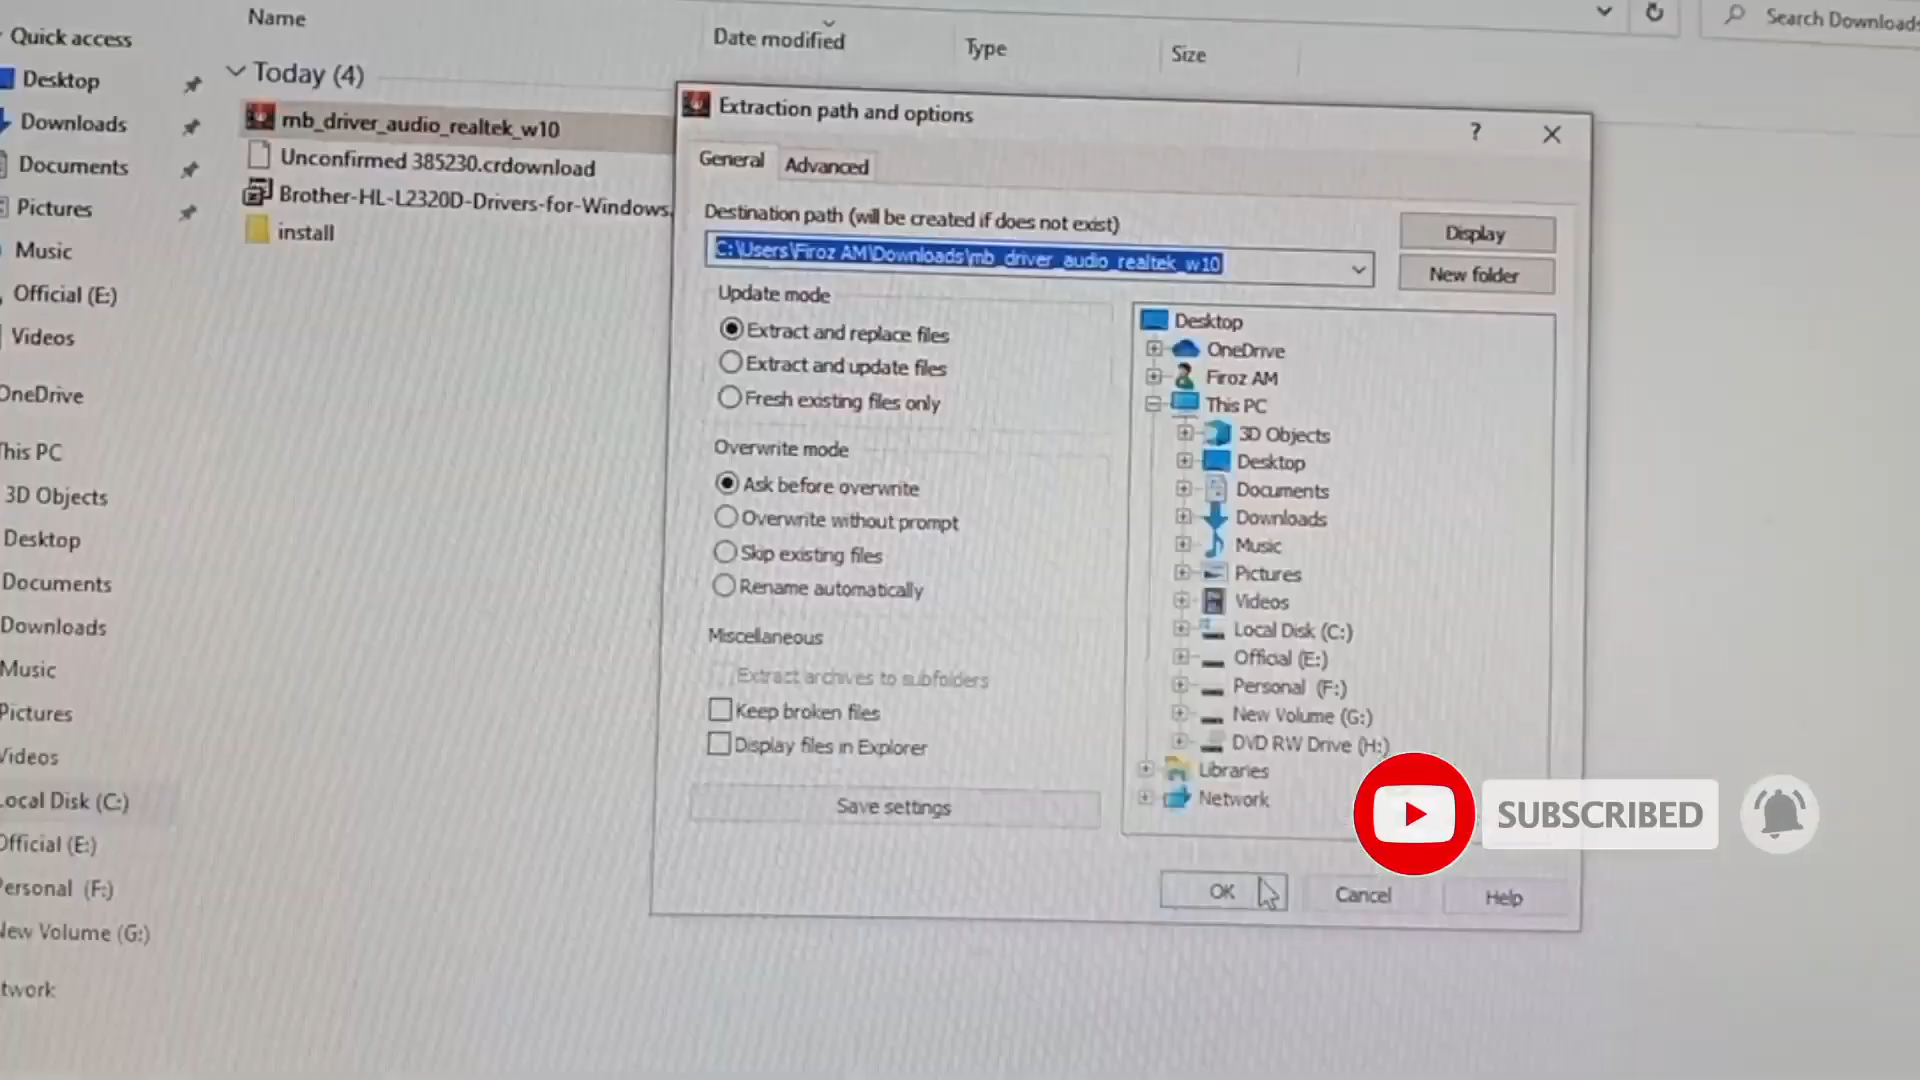 Name
Date modified
Type
Size
Search Downloads
Quick access
Desktop
Downloads
Documents
Pictures
Music
Official (E:)
Videos
OneDrive
This PC
3D Objects
Desktop
Documents
Downloads
Music
Pictures
Videos
Local Disk (C:)
Official (E:)
Personal (F:)
New Volume (G:)
twork
Today (4)
mb_driver_audio_realtek_w10
Unconfirmed 385230.crdownload
Brother-HL-L2320D-Drivers-for-Windows.
install
Extraction path and options
?
General
Advanced
Destination path (will be created if does not exist)
C:\Users\Firoz AM\Downloads\mb_driver_audio_realtek_w10
Display
New folder
Update mode
Extract and replace files
Extract and update files
Fresh existing files only
Overwrite mode
Ask before overwrite
Overwrite without prompt
Skip existing files
Rename automatically
Miscellaneous
Extract archives to subfolders
Keep broken files
Display files in Explorer
Save settings
Desktop
OneDrive
Firoz AM
This PC
3D Objects
Desktop
Documents
Downloads
Music
Pictures
Videos
Local Disk (C:)
Official (E:)
Personal (F:)
New Volume (G:)
DVD RW Drive (H:)
Libraries
Network
OK
Cancel
Help
SUBSCRIBED